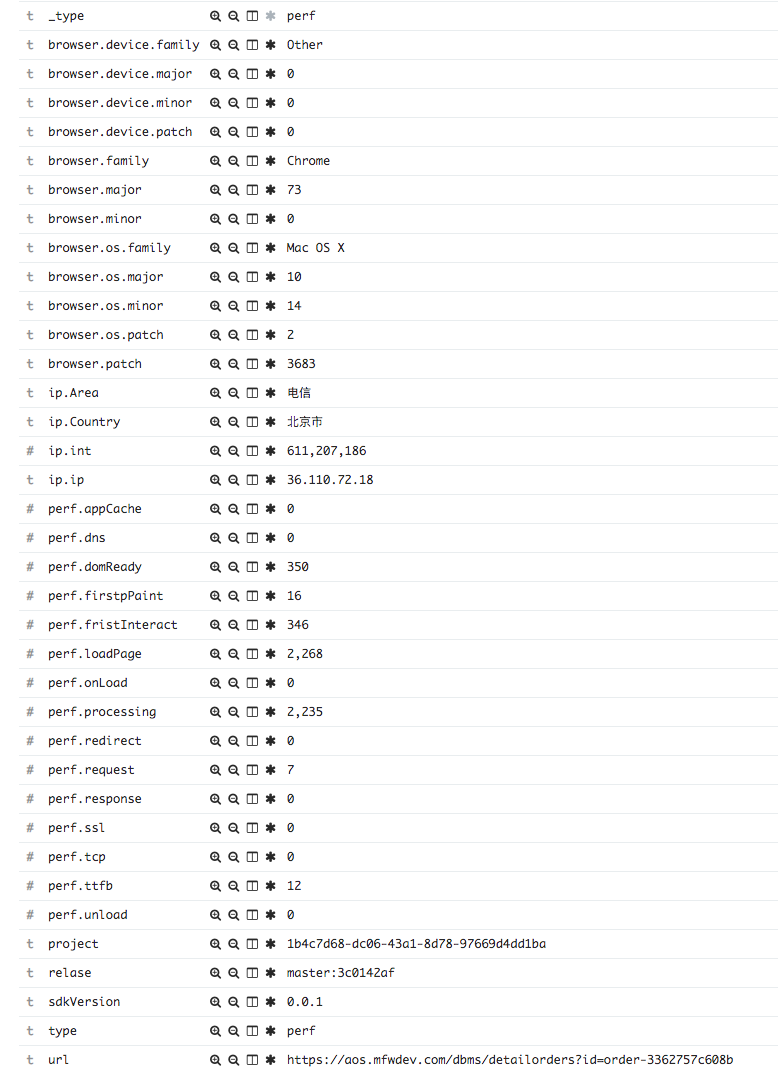 t _type perf
t browser.device.family Other
t browser.device.major 0
t browser.device.minor 0
t browser.device.patch 0
t browser.family Chrome
t browser.major 73
t browser.minor 0
t browser.os.family Mac OS X
t browser.os.major 10
t browser.os.minor 14
t browser.os.patch 2
t browser.patch 3683
t ip.Area 电信
t ip.Country 北京市
# ip.int 611,207,186
t ip.ip 36.110.72.18
# perf.appCache 0
# perf.dns 0
# perf.domReady 350
# perf.firstpPaint 16
# perf.fristInteract 346
# perf.loadPage 2,268
# perf.onLoad 0
# perf.processing 2,235
# perf.redirect 0
# perf.request 7
# perf.response 0
# perf.ssl 0
# perf.tcp 0
# perf.ttfb 12
# perf.unload 0
t project 1b4c7d68-dc06-43a1-8d78-97669d4dd1ba
t relase master:3c0142af
t sdkVersion 0.0.1
t type perf
t url https://aos.mfwdev.com/dbms/detailorders?id=order-3362757c608b